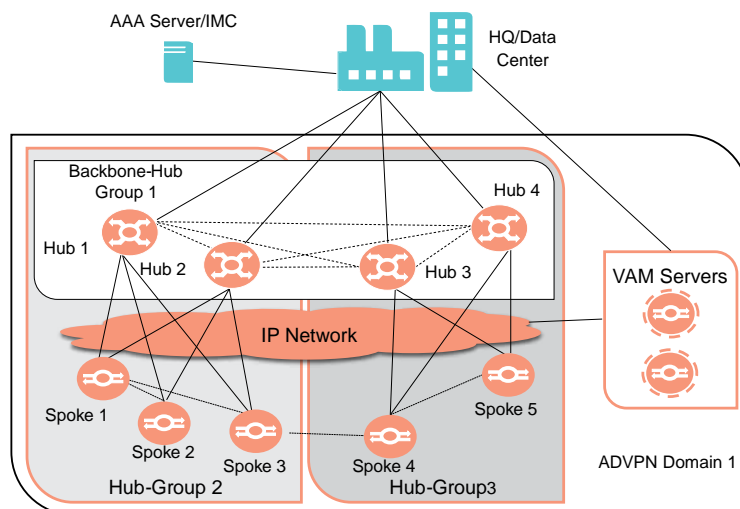 AAA Server/IMC
HQ/Data
Center
Backbone-Hub
Group 1
Hub 4
Hub 1
Hub 2
Hub 3
VAM Servers
IP Network
Spoke 1
Spoke 2
Spoke 3
Spoke 4
Spoke 5
ADVPN Domain 1
Hub-Group 2
Hub-Group3